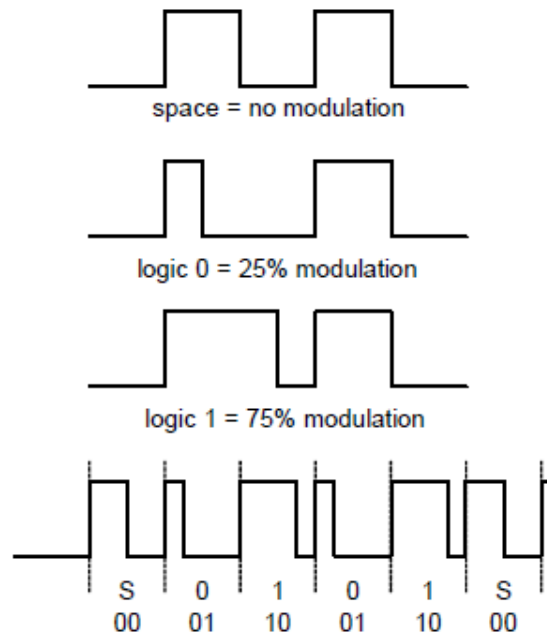 space = no modulation
logic 0 = 25% modulation
logic 1 = 75% modulation
S 0 1 0 1 S
00 01 10 01 10 00